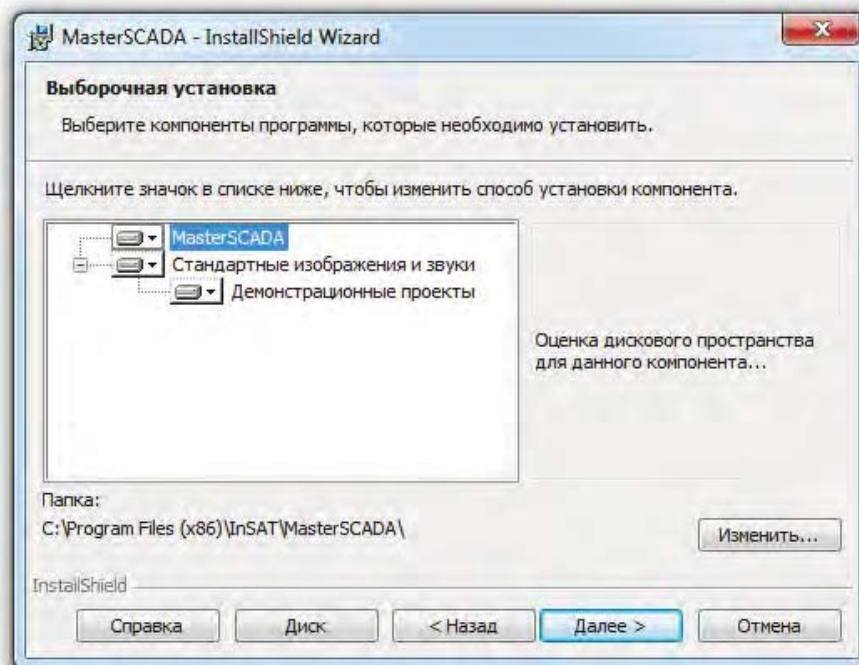 MasterSCADA - InstallShield Wizard
Выборочная установка
Выберите компоненты программы, которые необходимо установить.
Щелкните значок в списке ниже, чтобы изменить способ установки компонента.
MasterSCADA
Стандартные изображения и звуки
Демонстрационные проекты
Оценка дискового пространства
для данного компонента...
Папка:
C:\Program Files (x86)\InSAT\MasterSCADA\
Изменить...
InstallShield
Справка
Диск
< Назад
Далее >
Отмена